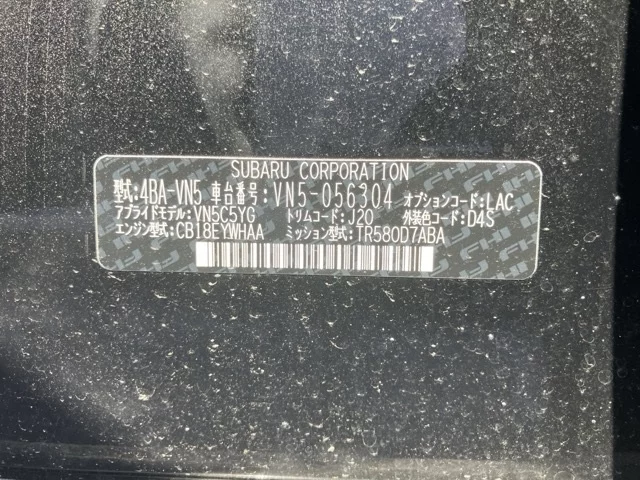 SUBARU CORPORATION
型式:4BA-VN5 車台番号:VN5-056304 オプションコード:LAC
アプライドモデル:VN5C5YG トリムコード:J20 外装色コード:D4S
エンジン型式:CB18EYWHAA ミッション型式:TR580D7ABA